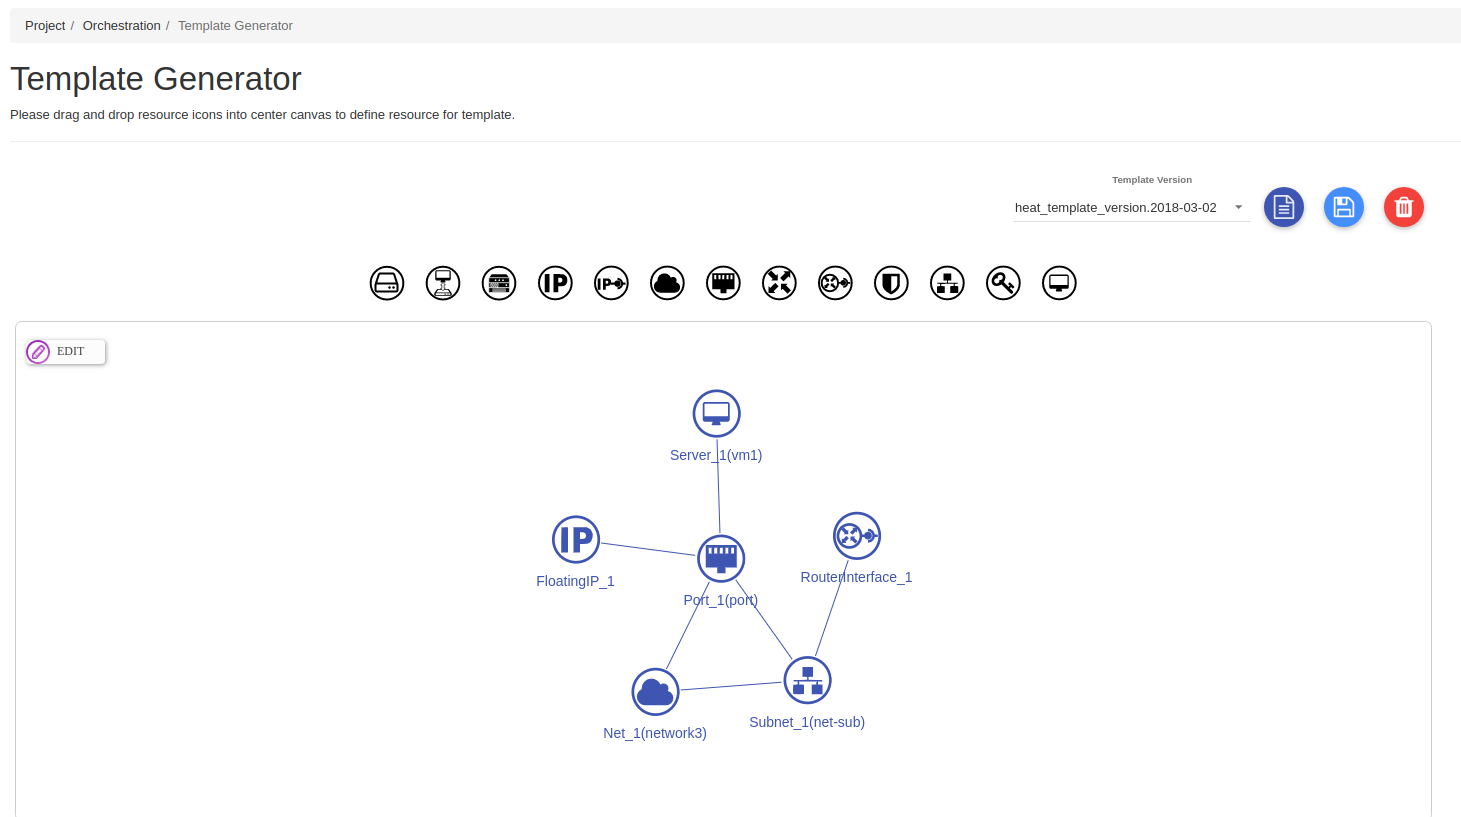 Project / Orchestration / Template Generator
Template Generator
Please drag and drop resource icons into center canvas to define resource for template.
Template Version
heat_template_version.2018-03-02
IP
IP
EDIT
Server_1(vm1)
IP
FloatingIP_1
RouterInterface_1
Port_1(port)
Subnet_1(net-sub)
Net_1(network3)